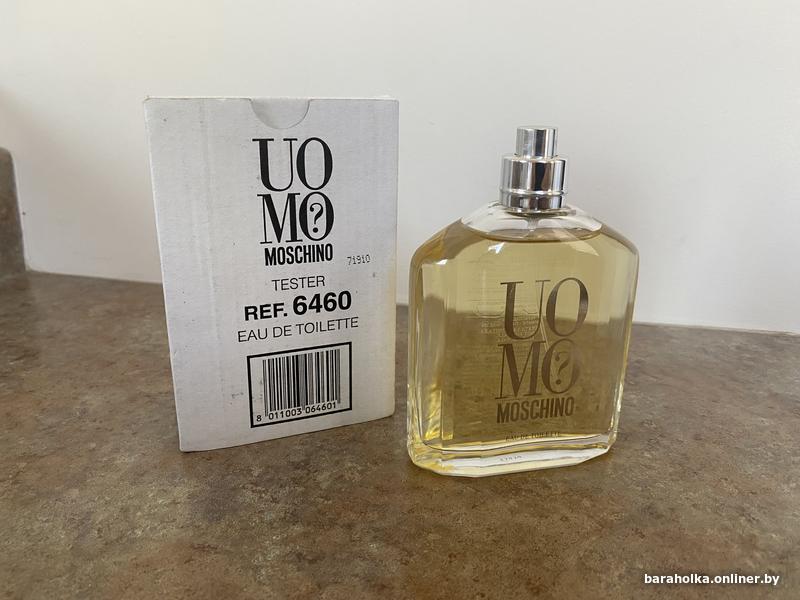 UO
MO?
MOSCHINO
71910
TESTER
REF. 6460
EAU DE TOILETTE
8 011003 064601
UO
MO?
MOSCHINO
EAU DE TOILETTE
baraholka.onliner.by